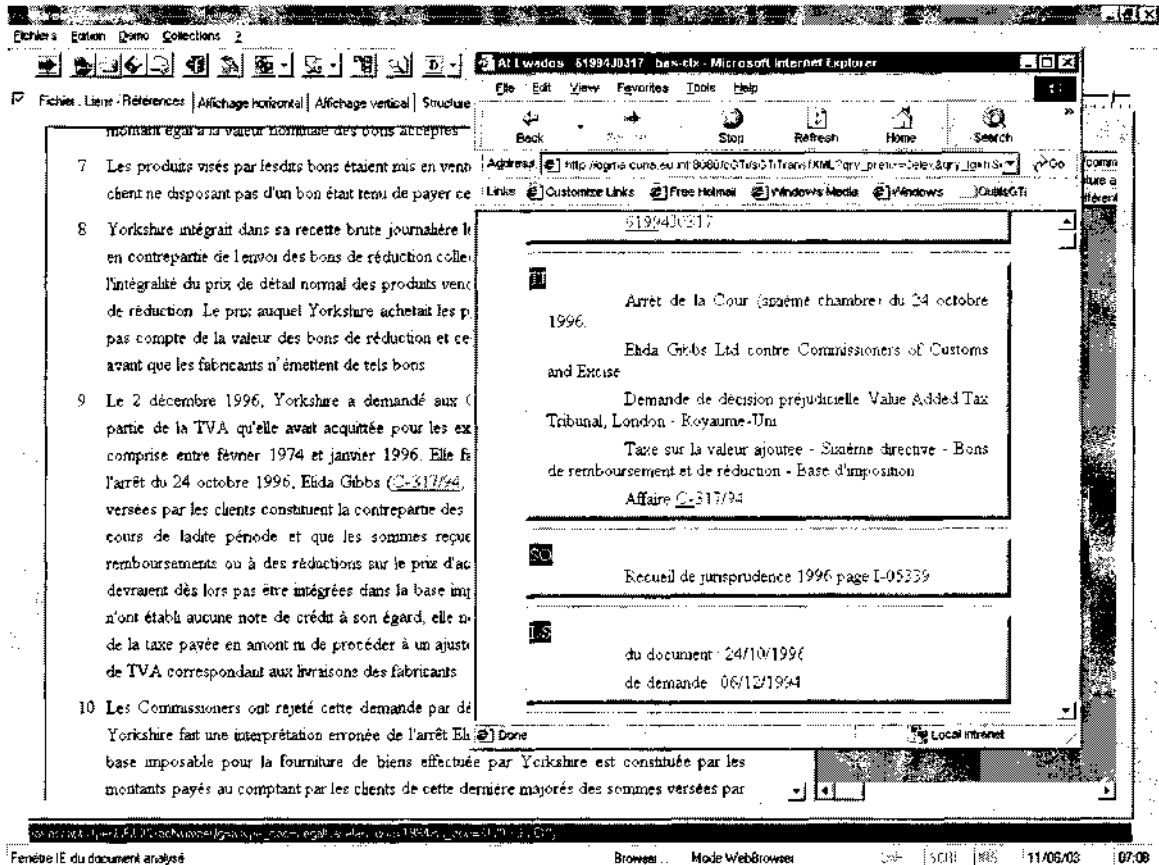 Fichiers Edition Demo Collections ?
Fichier . Liens - Références Affichage horizontal Affichage vertical Structure
montant égal à la valeur nominale des bons acceptés
7 Les produits visés par lesdits bons étaient mis en vent
client ne disposant pas d'un bon était tenu de payer ce
8 Yorkshire intégrait dans sa recette brute journalière le
en contrepartie de l envoi des bons de réduction collec
l'intégralité du prix de détail normal des produits vend
de réduction Le prix auquel Yorkshire achetait les p
pas compte de la valeur des bons de réduction et ce
avant que les fabricants n'émettent de tels bons
9 Le 2 décembre 1996, Yorkshire a demandé aux C
partie de la TVA qu'elle avait acquittée pour les ex
comprise entre février 1974 et janvier 1996. Elle fa
l'arrêt du 24 octobre 1996, Elida Gibbs (C-317/94,
versées par les clients constituent la contrepartie des
cours de ladite période et que les sommes reçue
remboursements ou à des réductions sur le prix d'ac
devraient dès lors pas être intégrées dans la base imp
n'ont établi aucune note de crédit à son égard, elle n
de la taxe payée en amont ni de procéder à un ajuste
de TVA correspondant aux livraisons des fabricants
10 Les Commissioners ont rejeté cette demande par dé
Yorkshire fait une interprétation erronée de l'arrêt El
base imposable pour la fourniture de biens effectuée par Yorkshire est constituée par les
montants payés au comptant par les clients de cette dernière majorés des sommes versées par
At Lwados 61994J0317 bas-clx - Microsoft Internet Explorer
File Edit View Favorites Tools Help
Back Stop Refresh Home Search
Address Go
Links Customize Links Free Hotmail Windows Media Windows
61994J0317
TI
Arrêt de la Cour (sixième chambre) du 24 octobre
1996.
Elida Gibbs Ltd contre Commissioners of Customs
and Excise
Demande de décision préjudicielle Value Added Tax
Tribunal, London - Royaume-Uni
Taxe sur la valeur ajoutée - Sixième directive - Bons
de remboursement et de réduction - Base d'imposition
Affaire C-317/94
SO
Recueil de jurisprudence 1996 page I-05339
LS
du document : 24/10/1996
de demande 06/12/1994
Done Local intranet
Fenêtre IE du document analysé Browser .. Mode WebBrowser 11/06/03 07:08